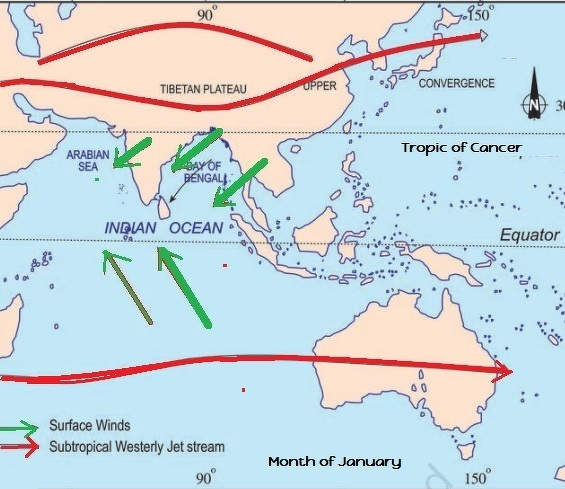 90°
150°
TIBETAN PLATEAU
UPPER
CONVERGENCE
N
30
ARABIAN
SEA
BAY OF
BENGAL
Tropic of Cancer
INDIAN OCEAN
Equator
Surface Winds
Subtropical Westerly Jet stream
Month of January
90°
150°